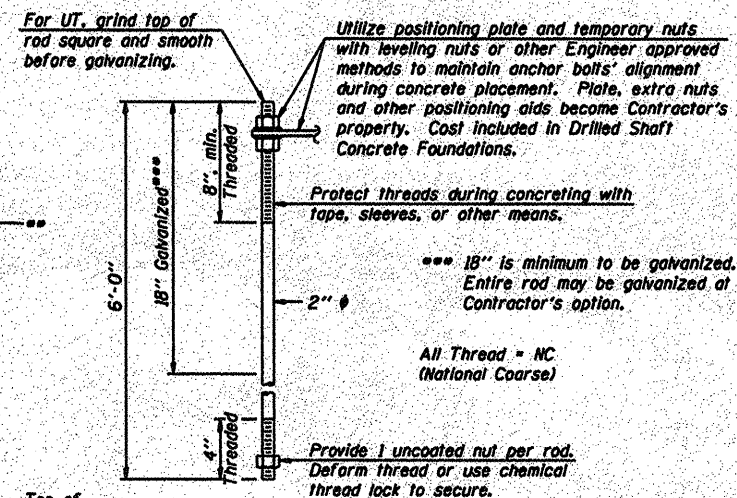 For UT, grind top of
rod square and smooth
before galvanizing.
Utilize positioning plate and temporary nuts
with leveling nuts or other Engineer approved
methods to maintain anchor bolts' alignment
during concrete placement. Plate, extra nuts
and other positioning aids become Contractor's
property. Cost included in Drilled Shaft
Concrete Foundations.
8", min.
Threaded
18" Galvanized***
6'-0"
**
Protect threads during concreting with
tape, sleeves, or other means.
*** 18" is minimum to be galvanized.
Entire rod may be galvanized at
Contractor's option.
2" ϕ
All Thread = NC
(National Coarse)
4"
Threaded
Provide 1 uncoated nut per rod.
Deform thread or use chemical
thread lock to secure.
Top of